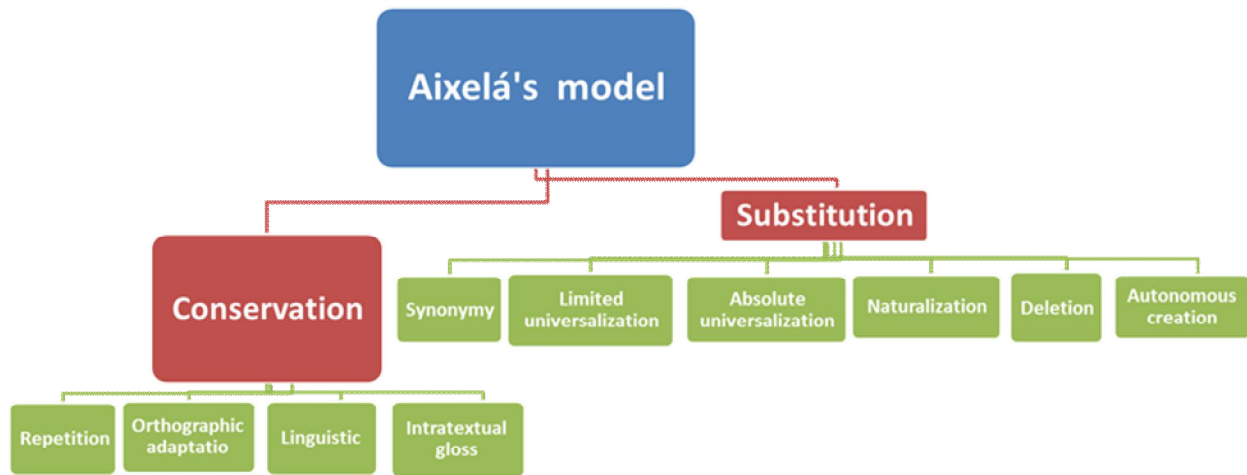 Aixelá's model
Substitution
Conservation
Synonymy
Limited
universalization
Absolute
universalization
Naturalization
Deletion
Autonomous
creation
Repetition
Orthographic
adaptatio
Linguistic
Intratextual
gloss